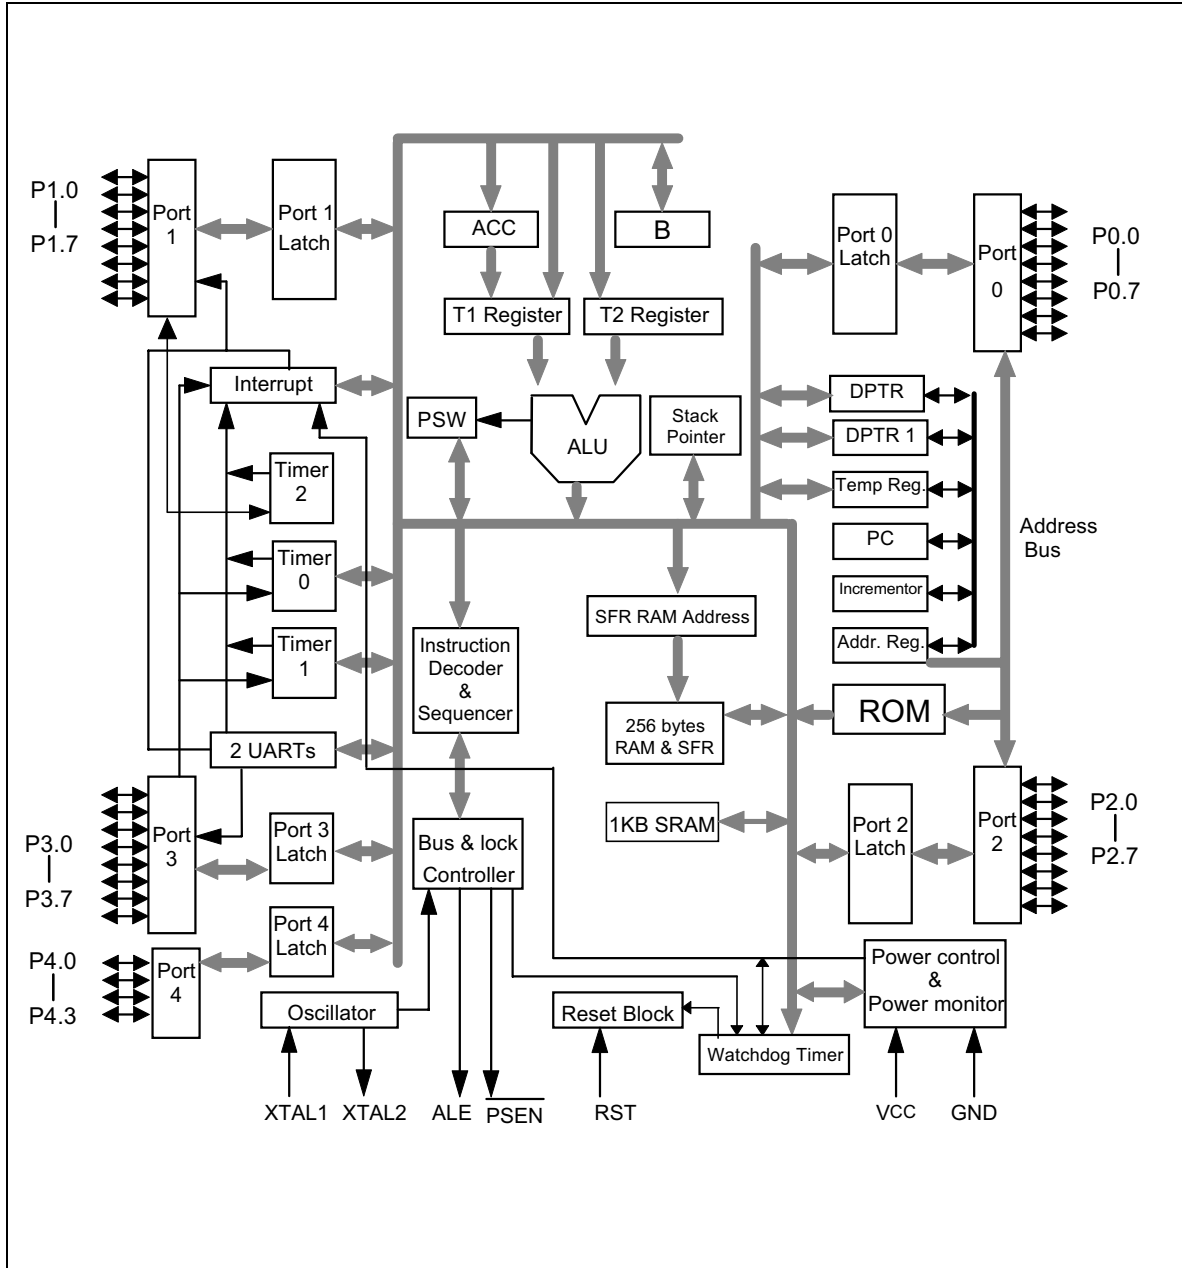 P1.0
P1.7
Port
1
Port 1
Latch
ACC
B
T1 Register
T2 Register
Port 0
Latch
Port
0
P0.0
P0.7
Interrupt
PSW
ALU
Stack
Pointer
DPTR
DPTR 1
Temp Reg.
PC
Incrementor
Addr. Reg.
Address
Bus
Timer
2
Timer
0
Timer
1
Instruction
Decoder
&
Sequencer
SFR RAM Address
256 bytes
RAM & SFR
ROM
2 UARTs
P3.0
P3.7
Port
3
Port 3
Latch
Bus & lock
Controller
1KB SRAM
Port 2
Latch
Port
2
P2.0
P2.7
P4.0
P4.3
Port
4
Port 4
Latch
Oscillator
Reset Block
Watchdog Timer
Power control
&
Power monitor
XTAL1
XTAL2
ALE
PSEN
RST
VCC
GND